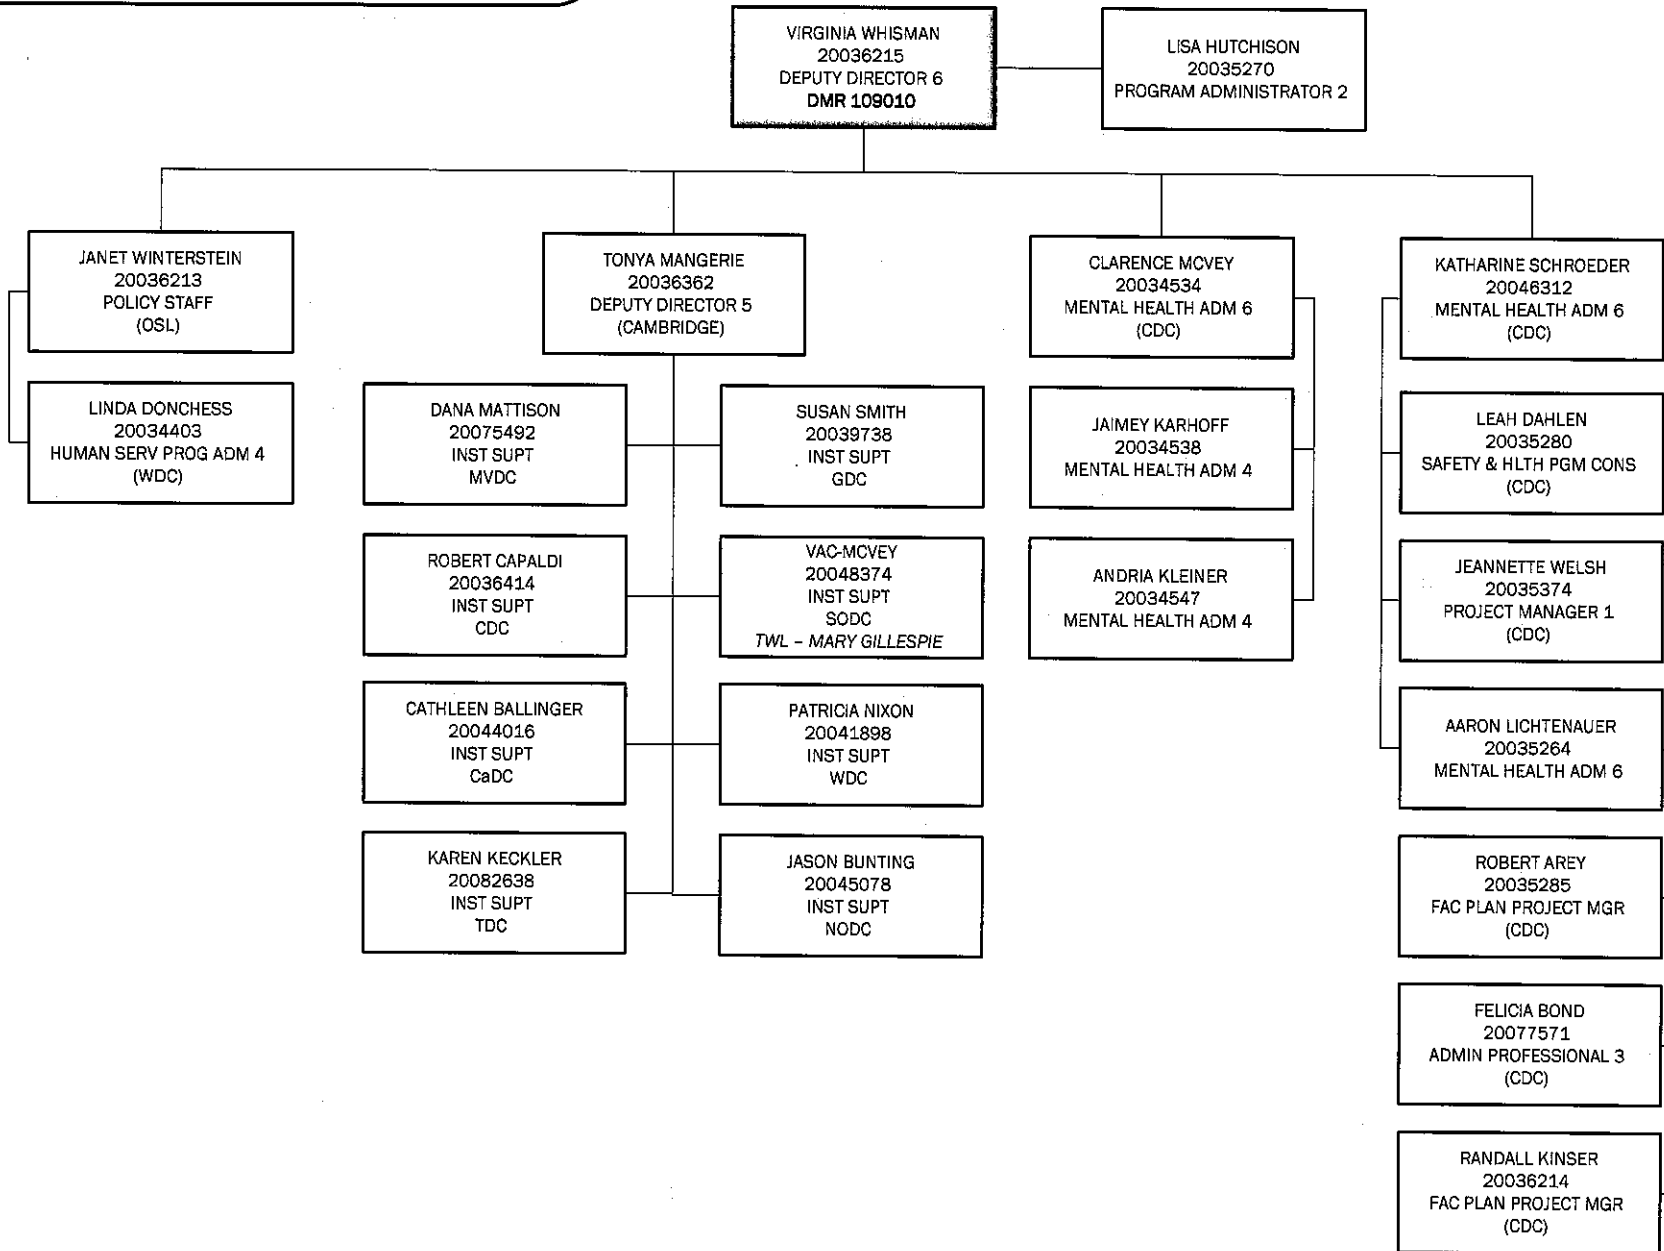 VIRGINIA WHISMAN
20036215
DEPUTY DIRECTOR 6
DMR 109010
LISA HUTCHISON
20035270
PROGRAM ADMINISTRATOR 2
JANET WINTERSTEIN
20036213
POLICY STAFF
(OSL)
LINDA DONCHESS
20034403
HUMAN SERV PROG ADM 4
(WDC)
TONYA MANGERIE
20036362
DEPUTY DIRECTOR 5
(CAMBRIDGE)
DANA MATTISON
20075492
INST SUPT
MVDC
SUSAN SMITH
20039738
INST SUPT
GDC
ROBERT CAPALDI
20036414
INST SUPT
CDC
VAC-MCVEY
20048374
INST SUPT
SODC
TWL – MARY GILLESPIE
CATHLEEN BALLINGER
20044016
INST SUPT
CaDC
PATRICIA NIXON
20041898
INST SUPT
WDC
KAREN KECKLER
20082638
INST SUPT
TDC
JASON BUNTING
20045078
INST SUPT
NODC
CLARENCE MCVEY
20034534
MENTAL HEALTH ADM 6
(CDC)
JAIMEY KARHOFF
20034538
MENTAL HEALTH ADM 4
ANDRIA KLEINER
20034547
MENTAL HEALTH ADM 4
KATHARINE SCHROEDER
20046312
MENTAL HEALTH ADM 6
(CDC)
LEAH DAHLEN
20035280
SAFETY & HLTH PGM CONS
(CDC)
JEANNETTE WELSH
20035374
PROJECT MANAGER 1
(CDC)
AARON LICHTENAUER
20035264
MENTAL HEALTH ADM 6
ROBERT AREY
20035285
FAC PLAN PROJECT MGR
(CDC)
FELICIA BOND
20077571
ADMIN PROFESSIONAL 3
(CDC)
RANDALL KINSER
20036214
FAC PLAN PROJECT MGR
(CDC)